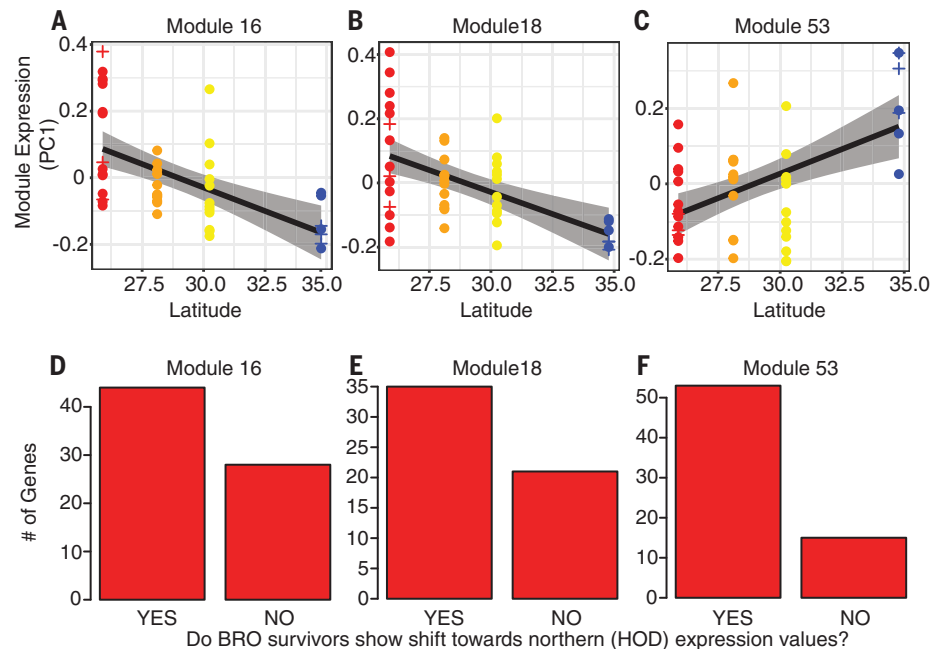 A Module 16
B Module18
C Module 53
Module Expression
(PC1)
0.4
0.2
0
-0.2
27.5 30.0 32.5 35.0
Latitude
0.4
0.2
0
-0.2
27.5 30.0 32.5 35.0
Latitude
0.2
0
-0.2
27.5 30.0 32.5 35.0
Latitude
D Module 16
E Module18
F Module 53
# of Genes
40
30
20
10
0
YES NO
35
30
25
20
15
10
5
0
YES NO
50
40
30
20
10
0
YES NO
Do BRO survivors show shift towards northern (HOD) expression values?